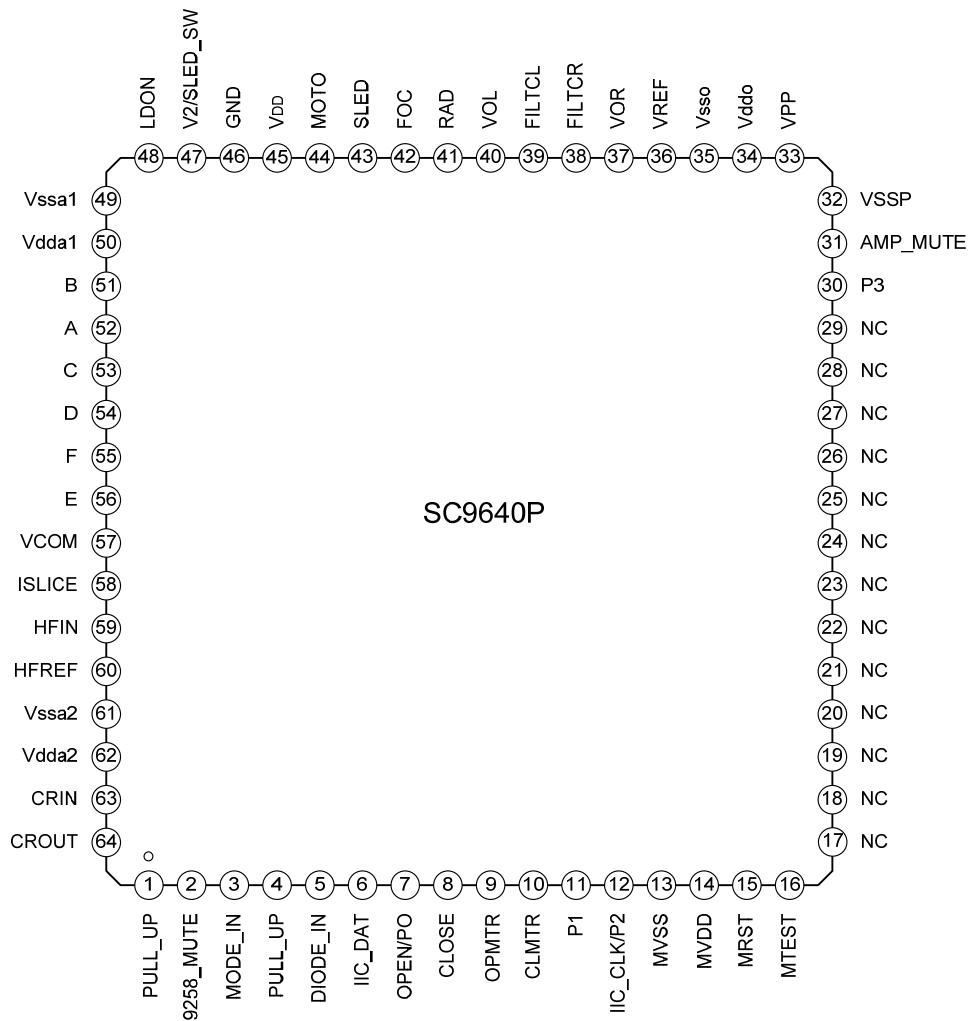 LDON
V2/SLED_SW
GND
VDD
MOTO
SLED
FOC
RAD
VOL
FILTCL
FILTCR
VOR
VREF
Vsso
Vddo
VPP
48 47 46 45 44 43 42 41 40 39 38 37 36 35 34 33
Vssa1 49
32 VSSP
Vdda1 50
31 AMP_MUTE
B 51
30 P3
A 52
29 NC
C 53
28 NC
D 54
27 NC
F 55
26 NC
E 56
25 NC
SC9640P
VCOM 57
24 NC
ISLICE 58
23 NC
HFIN 59
22 NC
HFREF 60
21 NC
Vssa2 61
20 NC
Vdda2 62
19 NC
CRIN 63
18 NC
CROUT 64
17 NC
1 2 3 4 5 6 7 8 9 10 11 12 13 14 15 16
PULL_UP
9258_MUTE
MODE_IN
PULL_UP
DIODE_IN
IIC_DAT
OPEN/PO
CLOSE
OPMTR
CLMTR
P1
IIC_CLK/P2
MVSS
MVDD
MRST
MTEST